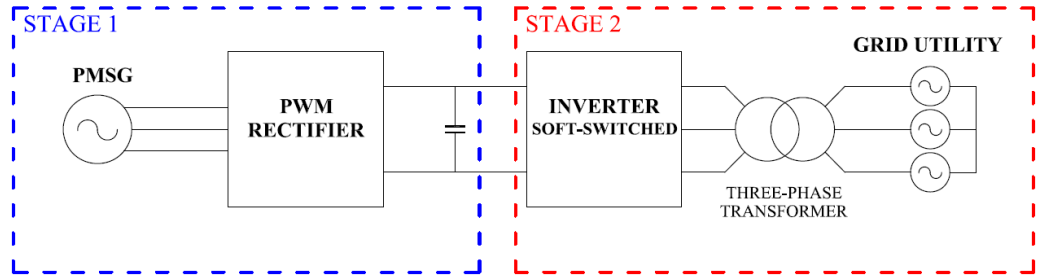 STAGE 1
PMSG
PWM
RECTIFIER
STAGE 2
INVERTER
SOFT-SWITCHED
GRID UTILITY
THREE-PHASE
TRANSFORMER